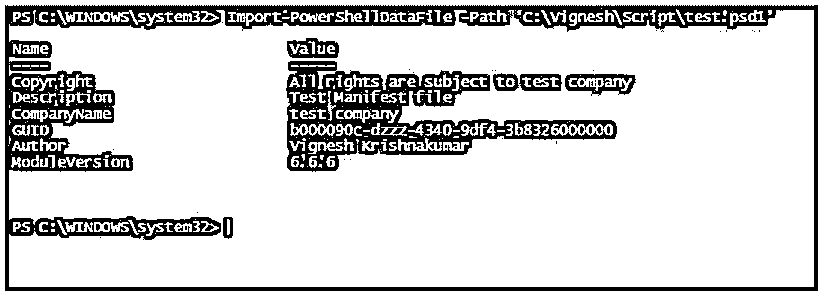 PS C:\WINDOWS\system32> Import-PowerShellDataFile -Path 'C:\Vignesh\Script\test.psd1'
Name Value
---- -----
Copyright All rights are subject to test company
Description Test Manifest file
CompanyName test company
GUID b000090c-dzzz-4340-9df4-3b8326000000
Author Vignesh Krishnakumar
ModuleVersion 6.6.6
PS C:\WINDOWS\system32>